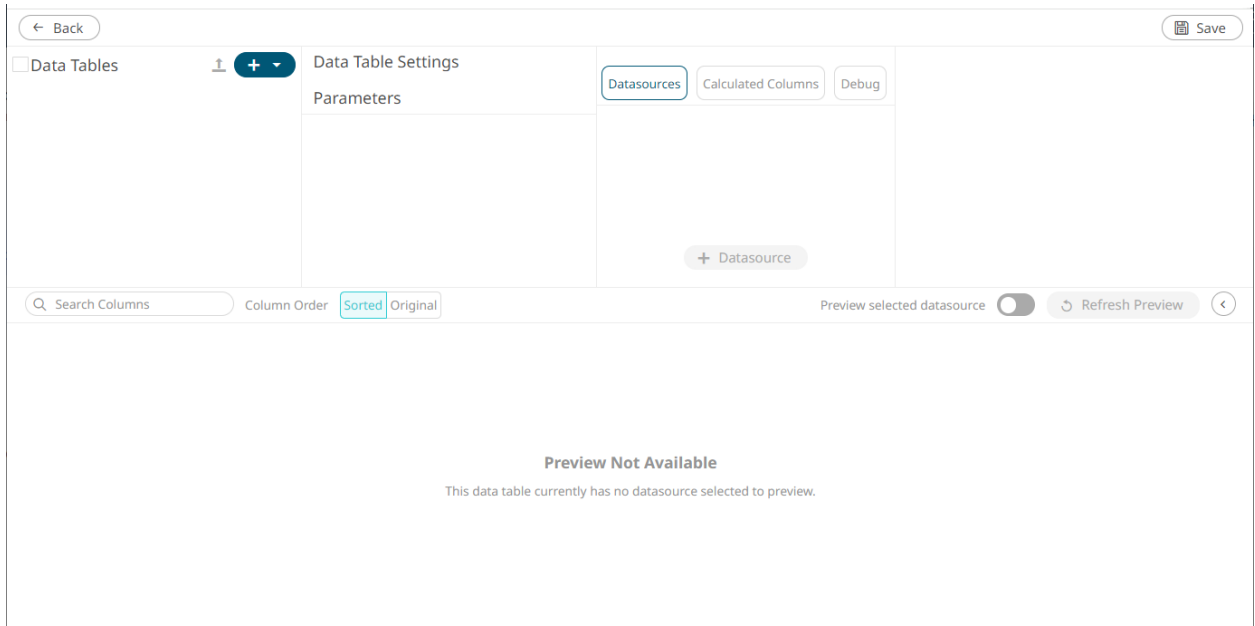 Back
Save
Data Tables
Data Table Settings
Parameters
Datasources Calculated Columns Debug
+ Datasource
Search Columns Column Order Sorted Original Preview selected datasource Refresh Preview
Preview Not Available
This data table currently has no datasource selected to preview.